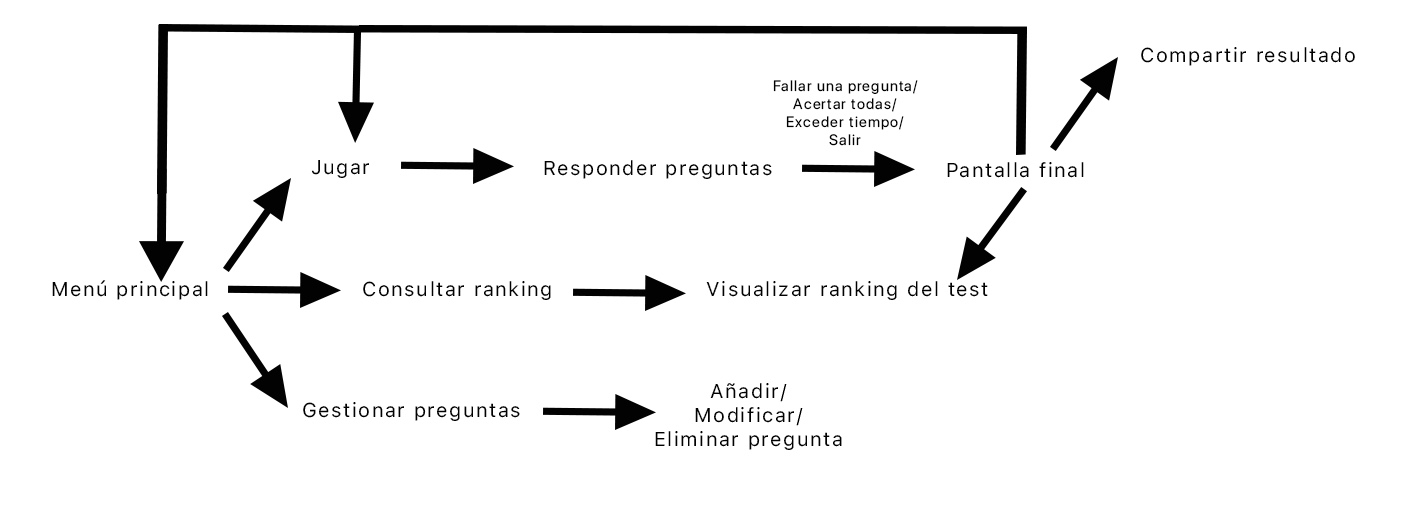 Compartir resultado
Fallar una pregunta/
Acertar todas/
Exceder tiempo/
Salir
Jugar
Responder preguntas
Pantalla final
Menú principal
Consultar ranking
Visualizar ranking del test
Gestionar preguntas
Añadir/
Modificar/
Eliminar pregunta